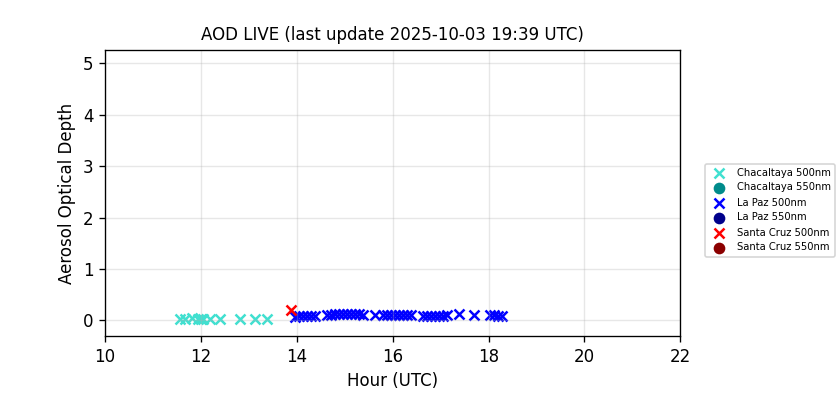 AOD LIVE (last update 2025-10-03 19:39 UTC)
Aerosol Optical Depth
5
4
3
2
1
0
10 12 14 16 18 20 22
Hour (UTC)
Chacaltaya 500nm
Chacaltaya 550nm
La Paz 500nm
La Paz 550nm
Santa Cruz 500nm
Santa Cruz 550nm